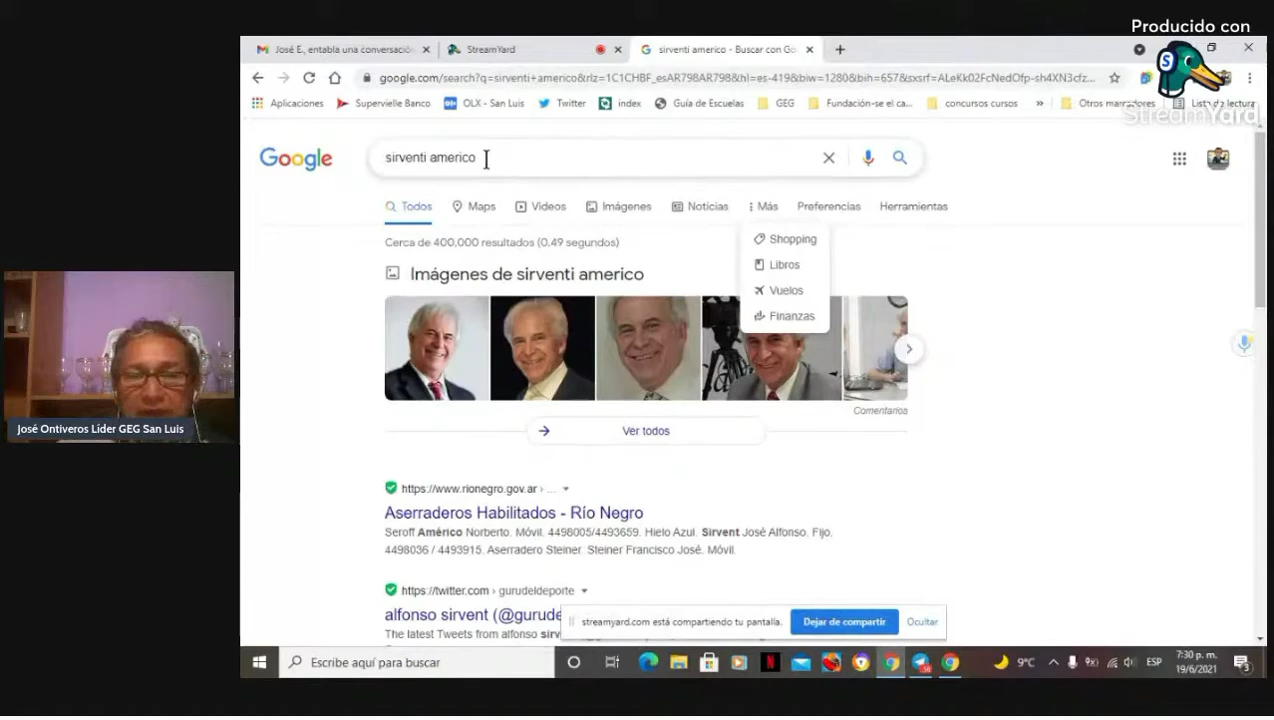 Producido con
StreamYard
José E., entabla una conversación
StreamYard
sirventi americo - Buscar con Go
google.com/search?q=sirventi+americo&rlz=1C1CHBF_esAR798AR798&hl=es-419&biw=1280&bih=657&sxsrf=ALeKk02FcNedOfp-sh4XN3cfz...
Aplicaciones
Supervielle Banco
OLX - San Luis
Twitter
index
Guía de Escuelas
GEG
Fundación-se el ca...
concursos cursos
»
Otros marcadores
Lista de lectura
Google
sirventi americo
Todos
Maps
Videos
Imágenes
Noticias
Más
Preferencias
Herramientas
Shopping
Libros
Vuelos
Finanzas
Cerca de 400,000 resultados (0.49 segundos)
Imágenes de sirventi americo
Comentarios
Ver todos
https://www.rionegro.gov.ar › ...
Aserraderos Habilitados - Río Negro
Seroff Américo Norberto. Móvil. 4498005/4493659. Hielo Azul. Sirvent José Alfonso. Fijo.
4498036 / 4493915. Aserradero Steiner. Steiner Francisco José. Móvil.
https://twitter.com › gurudeldeporte
alfonso sirvent (@gurude
The latest Tweets from alfonso
streamyard.com está compartiendo tu pantalla.
Dejar de compartir
Ocultar
José Ontiveros Líder GEG San Luis
Escribe aquí para buscar
9°C
ESP
7:30 p. m.
19/6/2021
3